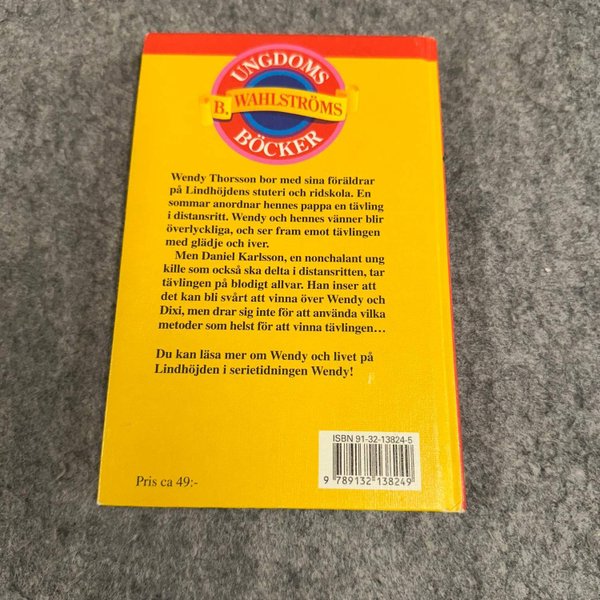 UNGDOMS
B. WAHLSTRÖMS
BÖCKER
Wendy Thorsson bor med sina föräldrar
på Lindhöjdens stuteri och ridskola. En
sommar anordnar hennes pappa en tävling
i distansritt. Wendy och hennes vänner blir
överlyckliga, och ser fram emot tävlingen
med glädje och iver.
Men Daniel Karlsson, en nonchalant ung
kille som också ska delta i distansritten, tar
tävlingen på blodigt allvar. Han inser att
det kan bli svårt att vinna över Wendy och
Dixi, men drar sig inte för att använda vilka
metoder som helst för att vinna tävlingen...
Du kan läsa mer om Wendy och livet på
Lindhöjden i serietidningen Wendy!
ISBN 91-32-13824-5
9 789132 138249
Pris ca 49:-